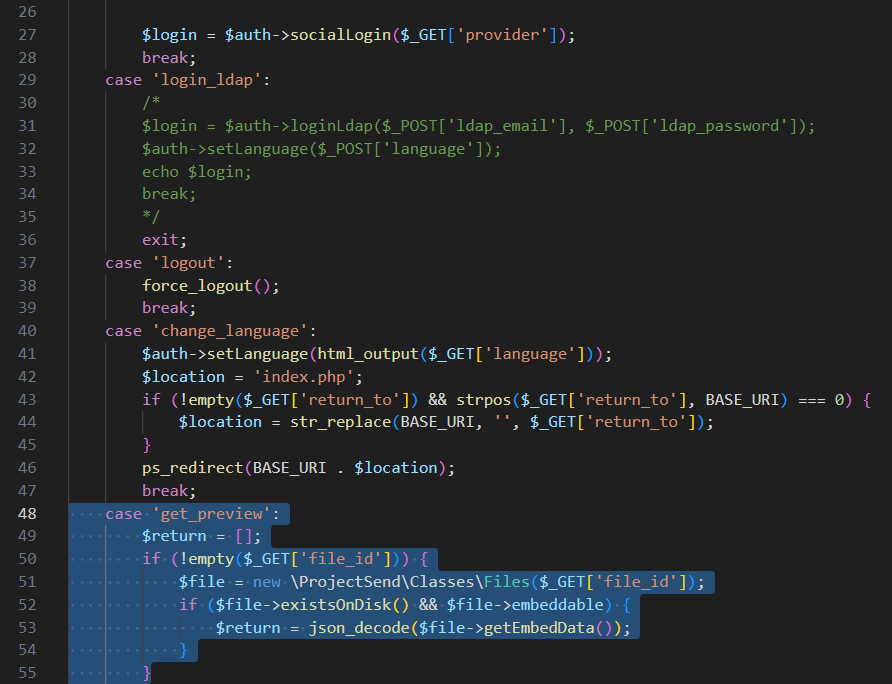 26
27 $login = $auth->socialLogin($_GET['provider']);
28 break;
29 case 'login_ldap':
30 /*
31 $login = $auth->loginLdap($_POST['ldap_email'], $_POST['ldap_password']);
32 $auth->setLanguage($_POST['language']);
33 echo $login;
34 break;
35 */
36 exit;
37 case 'logout':
38 force_logout();
39 break;
40 case 'change_language':
41 $auth->setLanguage(html_output($_GET['language']));
42 $location = 'index.php';
43 if (!empty($_GET['return_to']) && strpos($_GET['return_to'], BASE_URI) === 0) {
44 $location = str_replace(BASE_URI, '', $_GET['return_to']);
45 }
46 ps_redirect(BASE_URI . $location);
47 break;
48 case 'get_preview':
49 $return = [];
50 if (!empty($_GET['file_id'])) {
51 $file = new \ProjectSend\Classes\Files($_GET['file_id']);
52 if ($file->existsOnDisk() && $file->embeddable) {
53 $return = json_decode($file->getEmbedData());
54 }
55 }